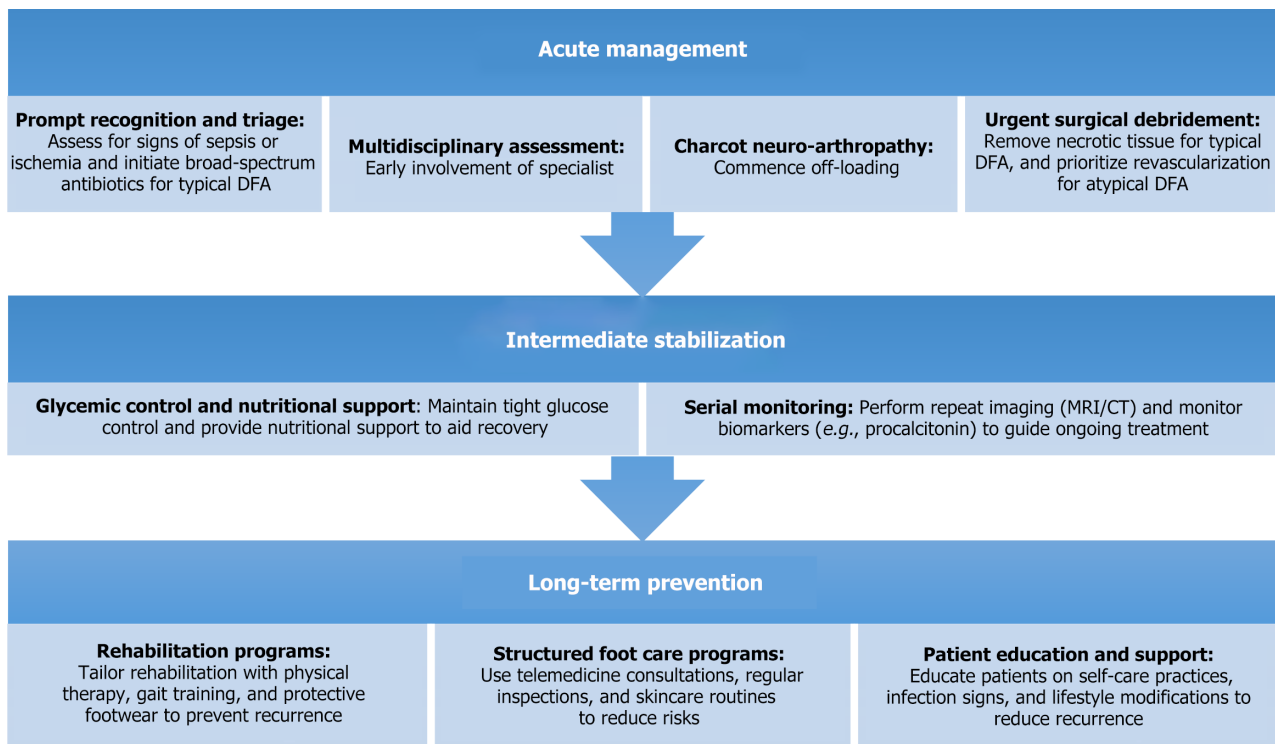 Acute management
Prompt recognition and triage:
Assess for signs of sepsis or
ischemia and initiate broad-spectrum
antibiotics for typical DFA
Multidisciplinary assessment:
Early involvement of specialist
Charcot neuro-arthropathy:
Commence off-loading
Urgent surgical debridement:
Remove necrotic tissue for typical
DFA, and prioritize revascularization
for atypical DFA
Intermediate stabilization
Glycemic control and nutritional support: Maintain tight glucose
control and provide nutritional support to aid recovery
Serial monitoring: Perform repeat imaging (MRI/CT) and monitor
biomarkers (e.g., procalcitonin) to guide ongoing treatment
Long-term prevention
Rehabilitation programs:
Tailor rehabilitation with physical
therapy, gait training, and protective
footwear to prevent recurrence
Structured foot care programs:
Use telemedicine consultations, regular
inspections, and skincare routines
to reduce risks
Patient education and support:
Educate patients on self-care practices,
infection signs, and lifestyle modifications to
reduce recurrence